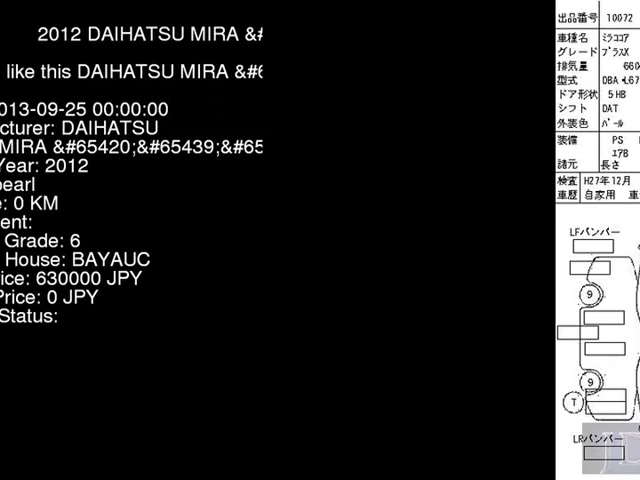 2012 DAIHATSU MIRA &#
like this DAIHATSU MIRA &#6
013-09-25 00:00:00
cturer: DAIHATSU
MIRA &#65420;&#65439;&#65
Year: 2012
pearl
e: 0 KM
ent:
Grade: 6
House: BAYAUC
rice: 630000 JPY
Price: 0 JPY
Status:
出品番号 10072
車種名 ミラココア
グレード プラスX
排気量 660
型式 DBA-L67
ドア形状 5 HB
シフト DAT
外装色 パール
装備 PS
エアB
諸元 長さ
検査 H27年12月
車歴 自家用 車
LFバンパー
9
9
T
LRバンパー
JD